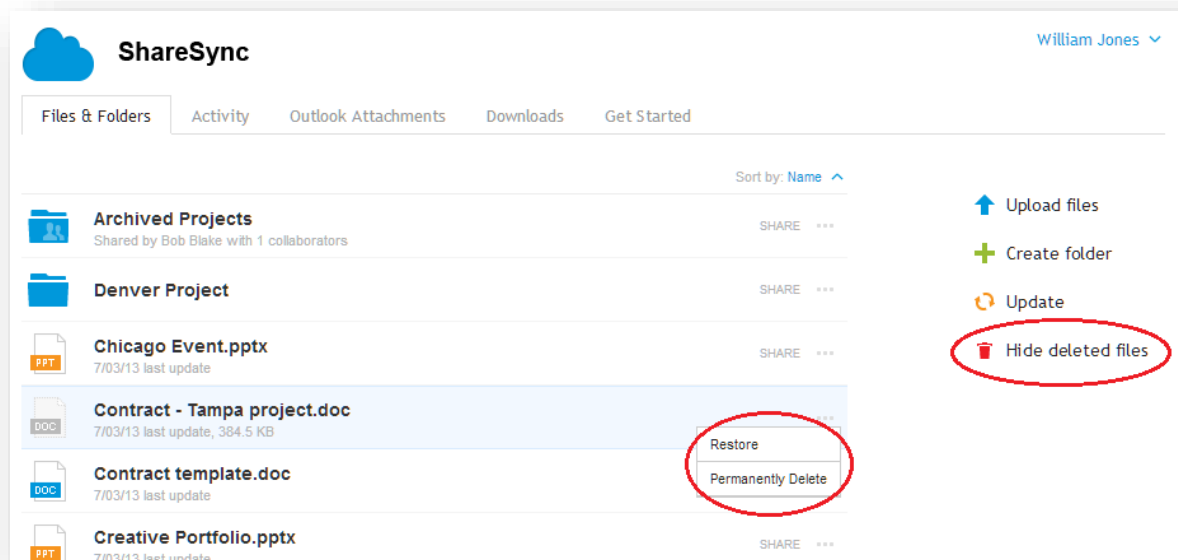 William Jones
ShareSync
Files & Folders Activity Outlook Attachments Downloads Get Started
Sort by: Name
Archived Projects
Shared by Bob Blake with 1 collaborators
SHARE
Denver Project
SHARE
PPT
Chicago Event.pptx
7/03/13 last update
SHARE
DOC
Contract - Tampa project.doc
7/03/13 last update, 384.5 KB
Restore
Permanently Delete
DOC
Contract template.doc
7/03/13 last update
PPT
Creative Portfolio.pptx
7/03/13 last update
SHARE
Upload files
Create folder
Update
Hide deleted files